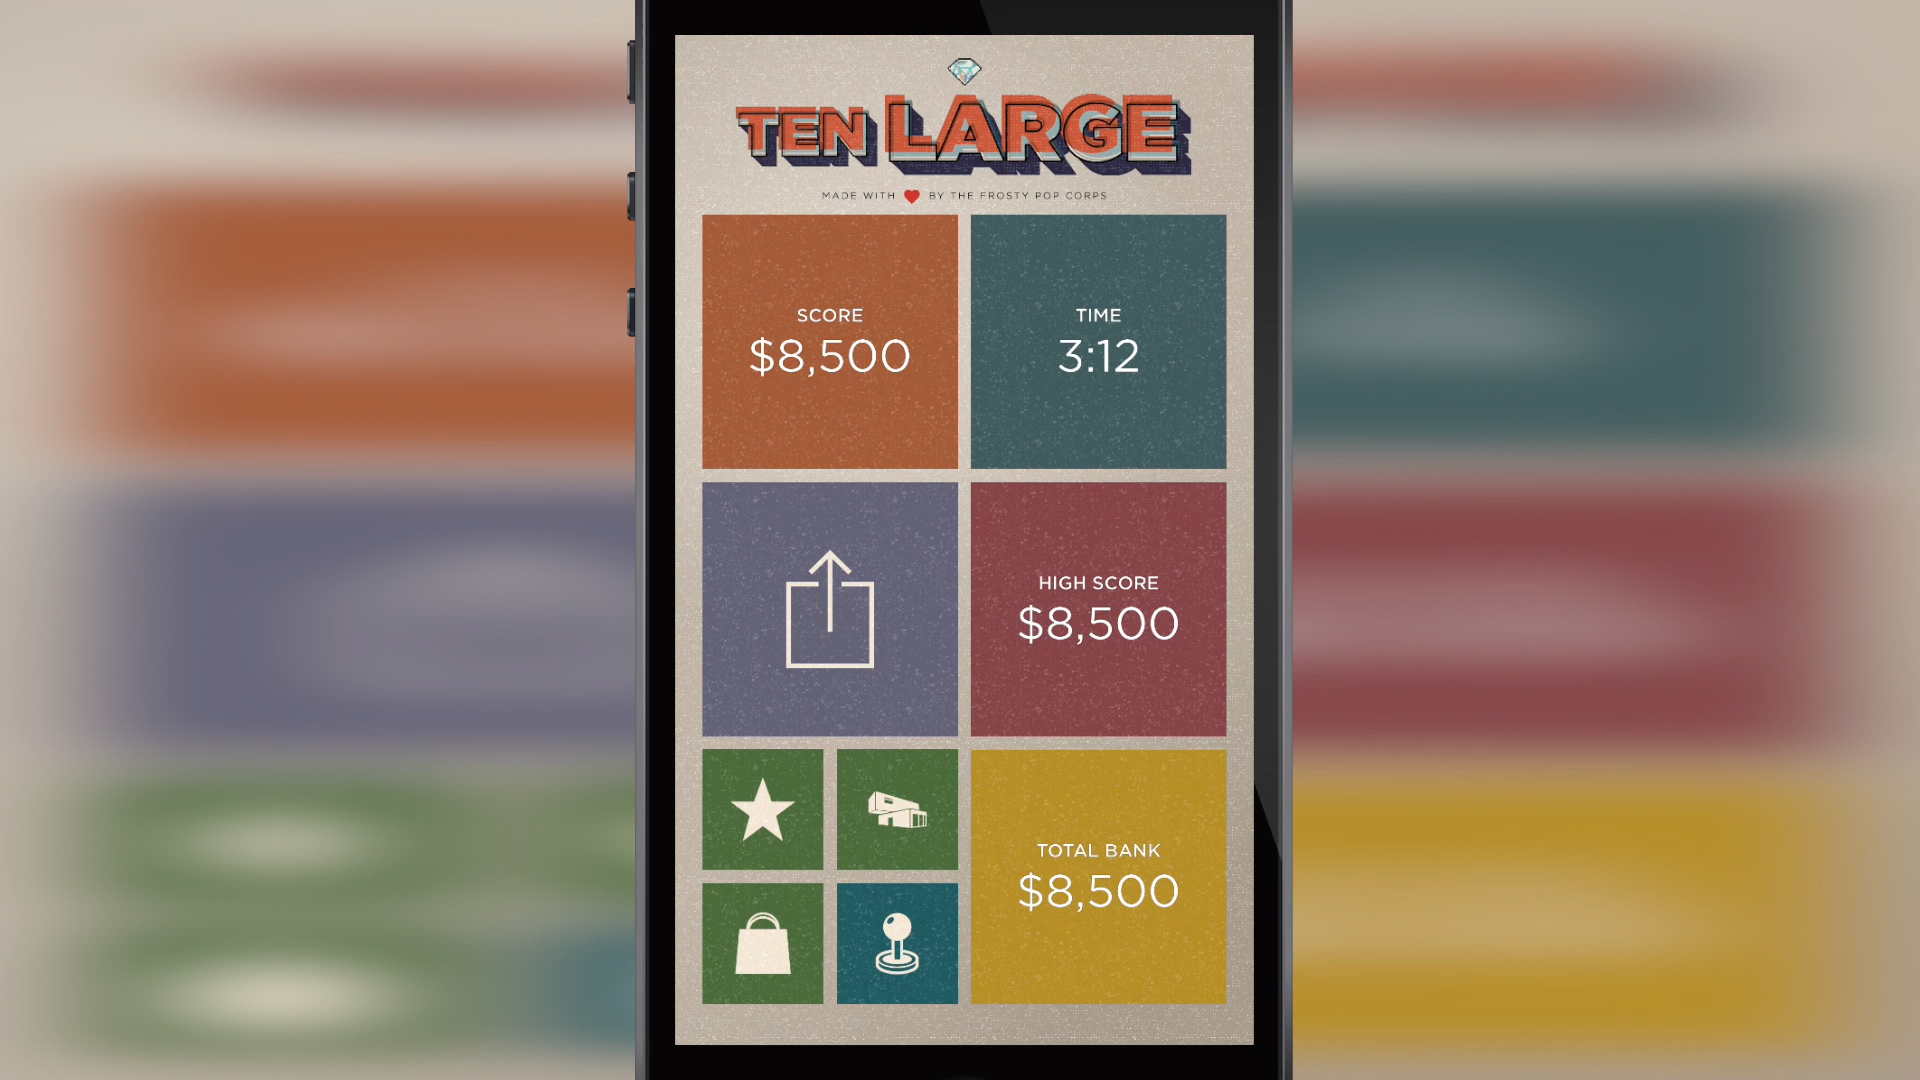 TEN LARGE
MADE WITH ❤ BY THE FROSTY POP CORPS
SCORE
$8,500
TIME
3:12
HIGH SCORE
$8,500
TOTAL BANK
$8,500